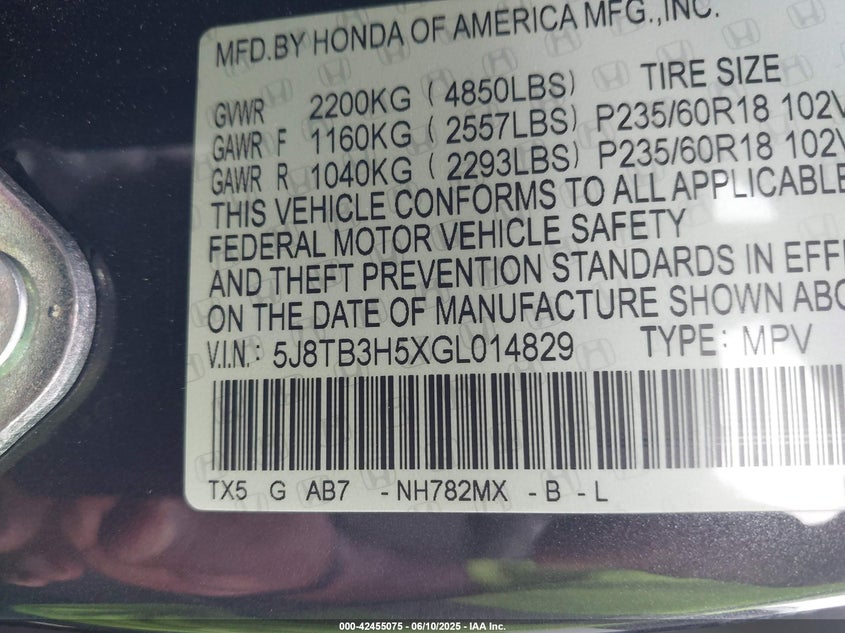 MFD.BY HONDA OF AMERICA MFG.,INC.
TIRE SIZE
GVWR 2200KG ( 4850LBS)
GAWR F 1160KG ( 2557LBS) P235/60R18 102V
GAWR R 1040KG ( 2293LBS) P235/60R18 102V
THIS VEHICLE CONFORMS TO ALL APPLICABLE
FEDERAL MOTOR VEHICLE SAFETY
AND THEFT PREVENTION STANDARDS IN EFF
ON THE DATE OF MANUFACTURE SHOWN ABO
V.I.N.: 5J8TB3H5XGL014829 TYPE: MPV
TX5 G AB7 -NH782MX -B -L
000-42455075 - 06/10/2025 - IAA Inc.